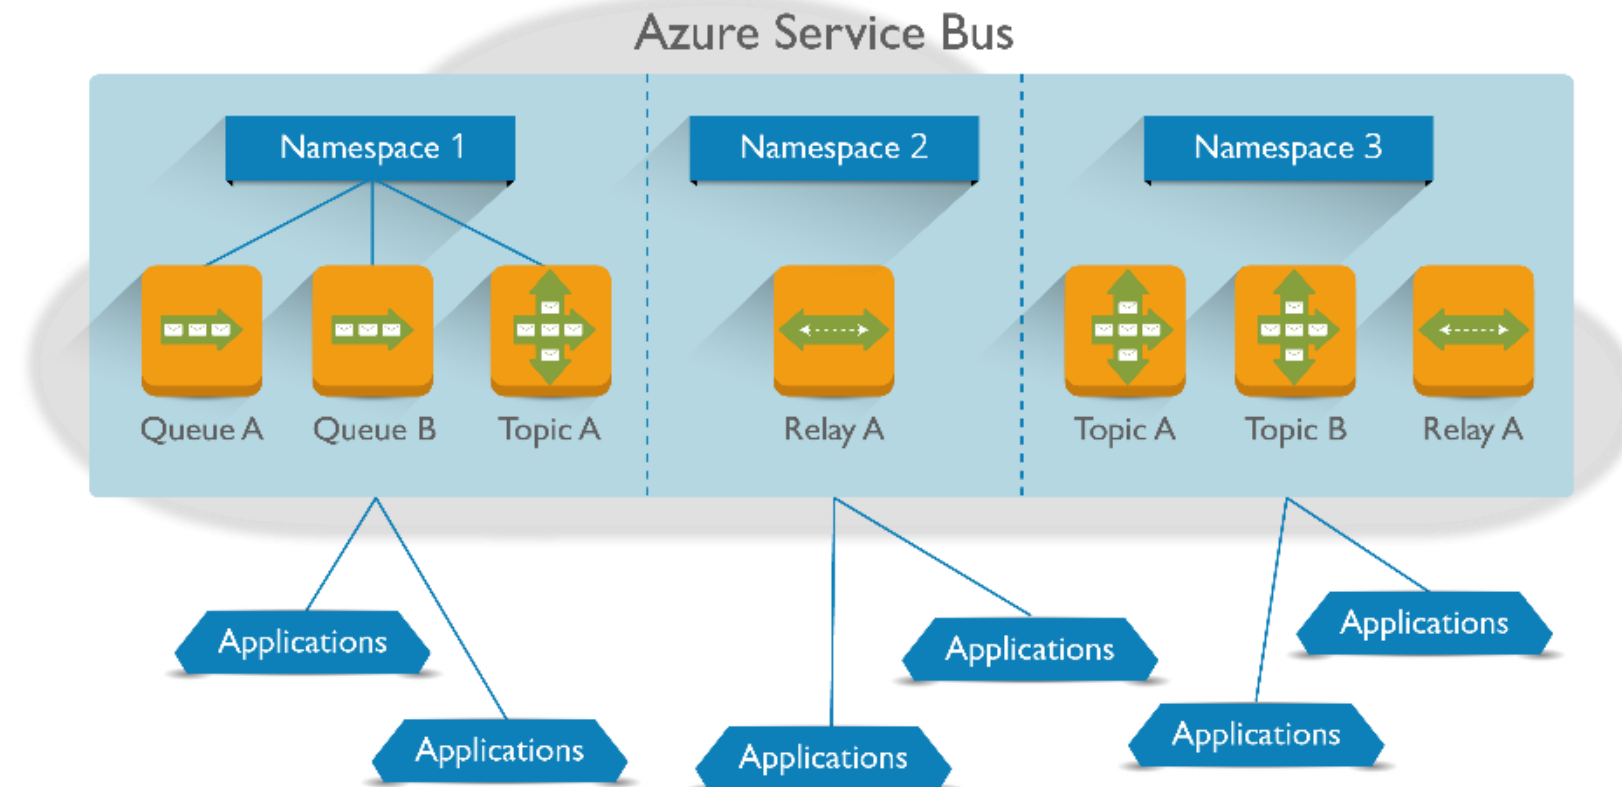 Azure Service Bus
Namespace 1
Namespace 2
Namespace 3
Queue A
Queue B
Topic A
Relay A
Topic A
Topic B
Relay A
Applications
Applications
Applications
Applications
Applications
Applications